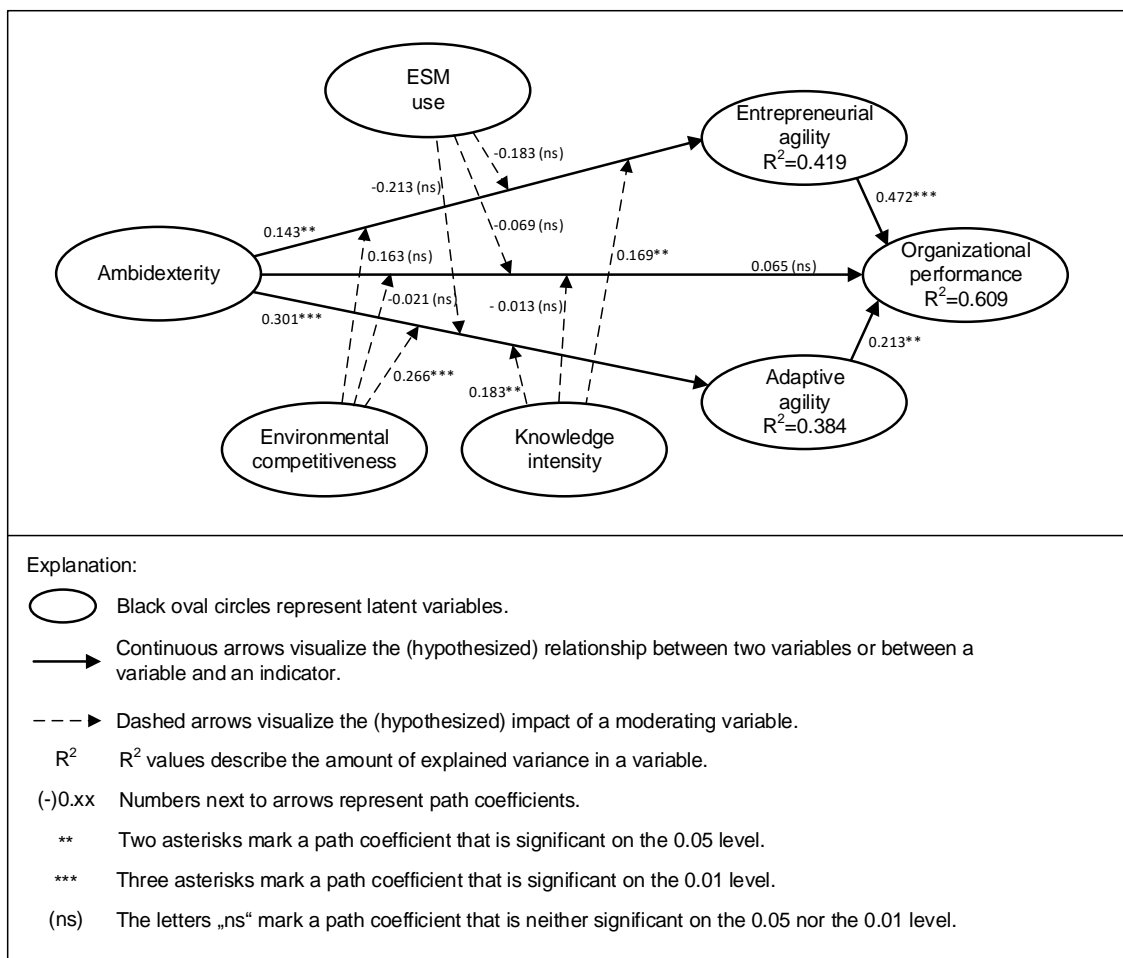 ESM
use
Entrepreneurial
agility
R²=0.419
-0.183 (ns)
-0.213 (ns)
0.472***
0.143**
-0.069 (ns)
Ambidexterity
0.163 (ns)
0.169**
0.065 (ns)
Organizational
performance
R²=0.609
-0.021 (ns)
- 0.013 (ns)
0.301***
0.213**
0.266***
0.183**
Adaptive
agility
R²=0.384
Environmental
competitiveness
Knowledge
intensity
Explanation:
Black oval circles represent latent variables.
Continuous arrows visualize the (hypothesized) relationship between two variables or between a
variable and an indicator.
Dashed arrows visualize the (hypothesized) impact of a moderating variable.
R² R² values describe the amount of explained variance in a variable.
(-)0.xx Numbers next to arrows represent path coefficients.
** Two asterisks mark a path coefficient that is significant on the 0.05 level.
*** Three asterisks mark a path coefficient that is significant on the 0.01 level.
(ns) The letters „ns“ mark a path coefficient that is neither significant on the 0.05 nor the 0.01 level.